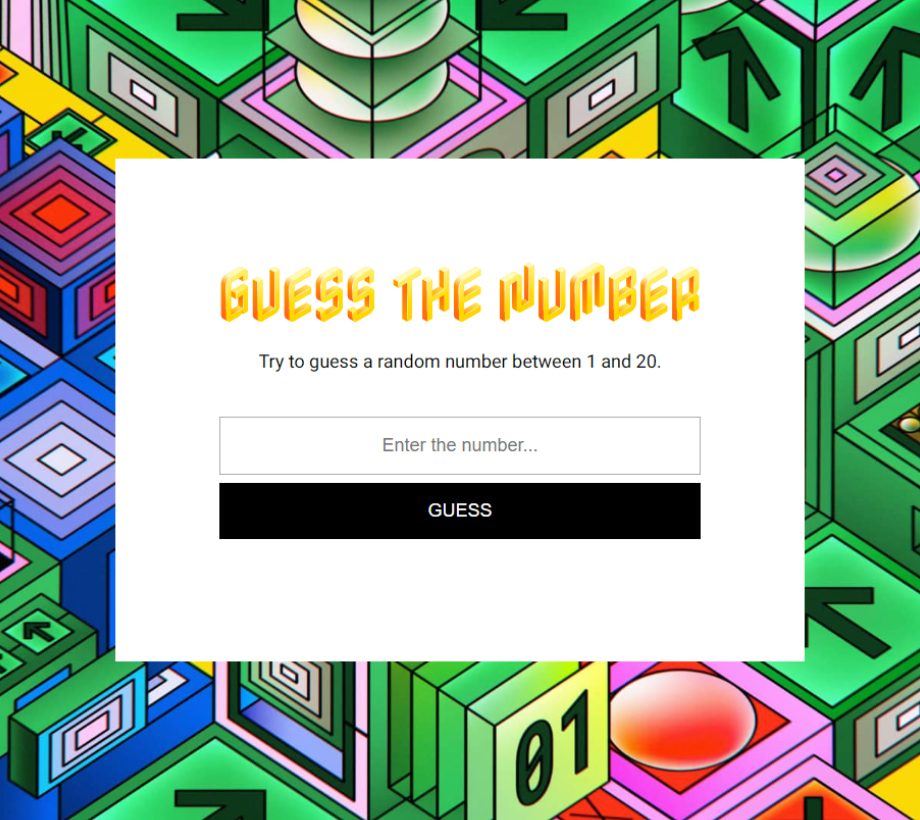 GUESS THE NUMBER
Try to guess a random number between 1 and 20.
Enter the number...
GUESS
01